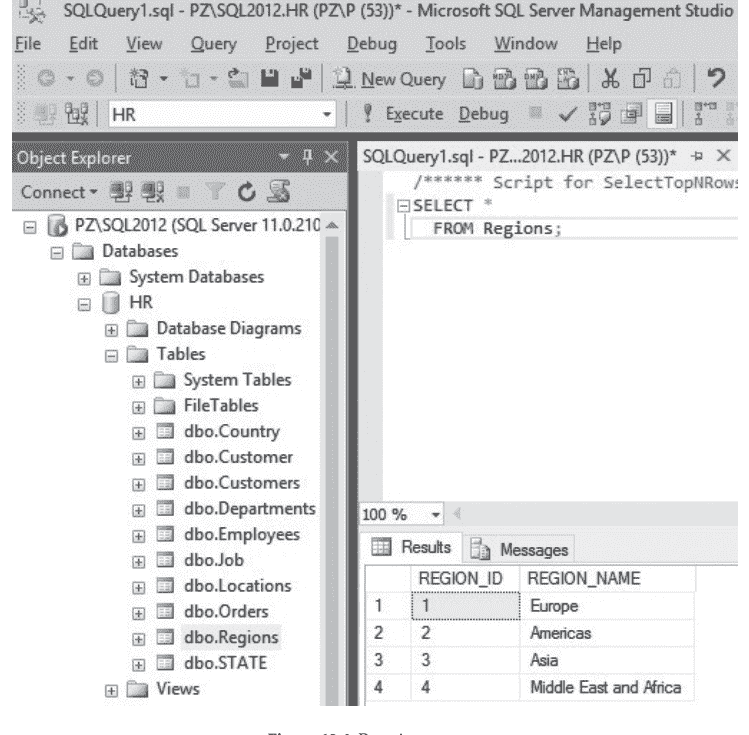 SQLQuery1.sql - PZ\SQL2012.HR (PZ\P (53))* - Microsoft SQL Server Management Studio
File Edit View Query Project Debug Tools Window Help
New Query
HR
Execute Debug
Object Explorer
Connect
PZ\SQL2012 (SQL Server 11.0.210
Databases
System Databases
HR
Database Diagrams
Tables
System Tables
FileTables
dbo.Country
dbo.Customer
dbo.Customers
dbo.Departments
dbo.Employees
dbo.Job
dbo.Locations
dbo.Orders
dbo.Regions
dbo.STATE
Views
SQLQuery1.sql - PZ...2012.HR (PZ\P (53))*
/****** Script for SelectTopNRows
SELECT *
FROM Regions;
100 %
Results Messages
REGION_ID REGION_NAME
1 1 Europe
2 2 Americas
3 3 Asia
4 4 Middle East and Africa